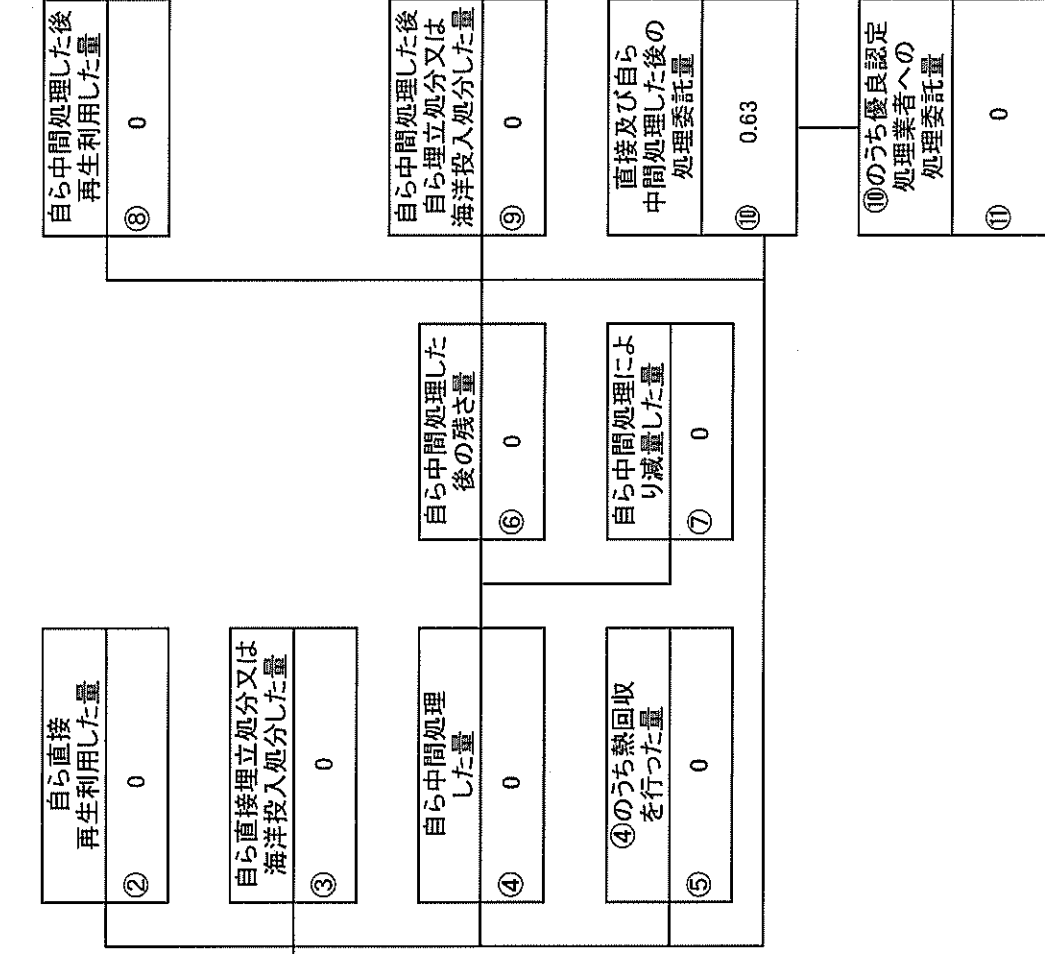 自ら直接
再生利用した量
② 0
自ら直接埋立処分又は
海洋投入処分した量
③ 0
自ら中間処理
した量
④ 0
④のうち熱回収
を行った量
⑤ 0
自ら中間処理した
後の残さ量
⑥ 0
自ら中間処理によ
り減量した量
⑦ 0
自ら中間処理した後
再生利用した量
⑧ 0
自ら中間処理した後
自ら埋立処分又は
海洋投入処分した量
⑨ 0
直接及び自ら
中間処理した後の
処理委託量
⑩ 0.63
⑩のうち優良認定
処理業者への
処理委託量
⑪ 0